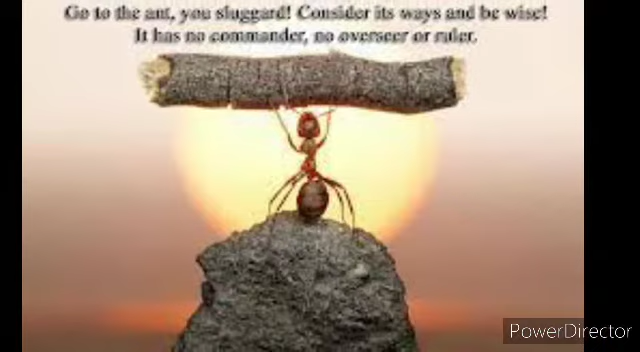 Go to the ant, you sluggard! Consider its ways and be wise!
It has no commander, no overseer or ruler.
PowerDirector